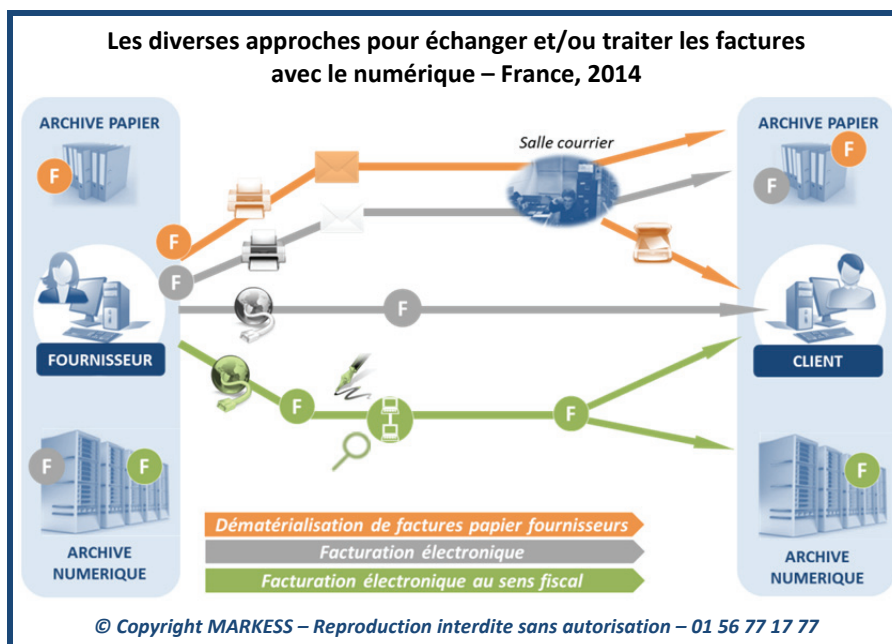 Les diverses approches pour échanger et/ou traiter les factures
avec le numérique – France, 2014
ARCHIVE PAPIER
ARCHIVE PAPIER
Salle courrier
F
F
F
F
F
F
FOURNISSEUR
F
CLIENT
F
F
F
F
F
ARCHIVE
NUMERIQUE
ARCHIVE
NUMERIQUE
Dématérialisation de factures papier fournisseurs
Facturation électronique
Facturation électronique au sens fiscal
© Copyright MARKESS – Reproduction interdite sans autorisation – 01 56 77 17 77